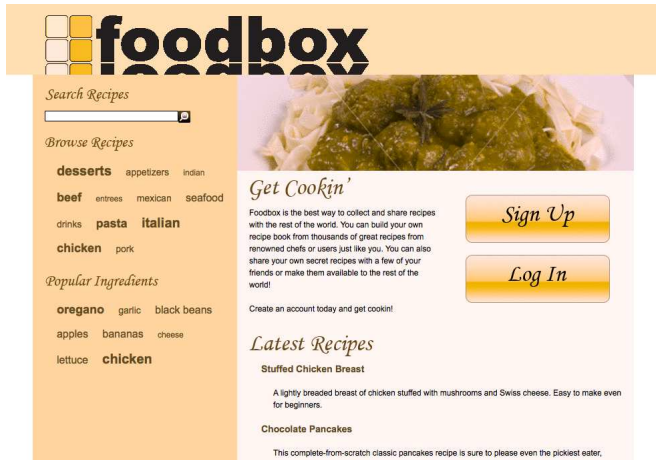 foodbox
foodbox
Search Recipes
Browse Recipes
desserts appetizers indian
beef entrees mexican seafood
drinks pasta italian
chicken pork
Popular Ingredients
oregano garlic black beans
apples bananas cheese
lettuce chicken
Get Cookin'
Foodbox is the best way to collect and share recipes
with the rest of the world. You can build your own
recipe book from thousands of great recipes from
renowned chefs or users just like you. You can also
share your own secret recipes with a few of your
friends or make them available to the rest of the
world!
Create an account today and get cookin!
Sign Up
Log In
Latest Recipes
Stuffed Chicken Breast
A lightly breaded breast of chicken stuffed with mushrooms and Swiss cheese. Easy to make even
for beginners.
Chocolate Pancakes
This complete-from-scratch classic pancakes recipe is sure to please even the pickiest eater,